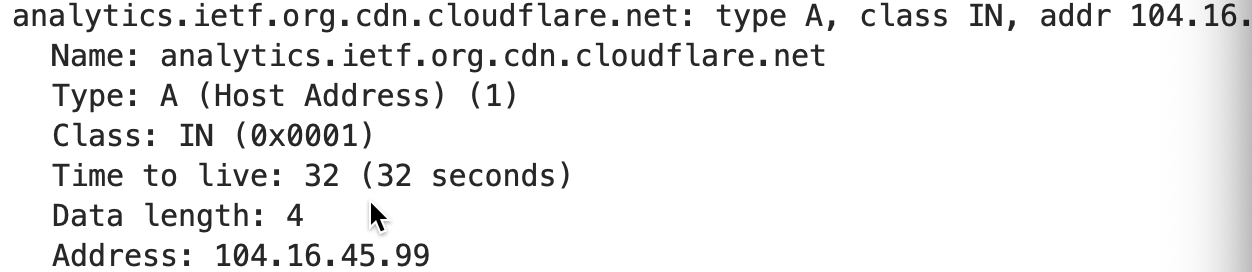 analytics.ietf.org.cdn.cloudflare.net: type A, class IN, addr 104.16.
Name: analytics.ietf.org.cdn.cloudflare.net
Type: A (Host Address) (1)
Class: IN (0x0001)
Time to live: 32 (32 seconds)
Data length: 4
Address: 104.16.45.99